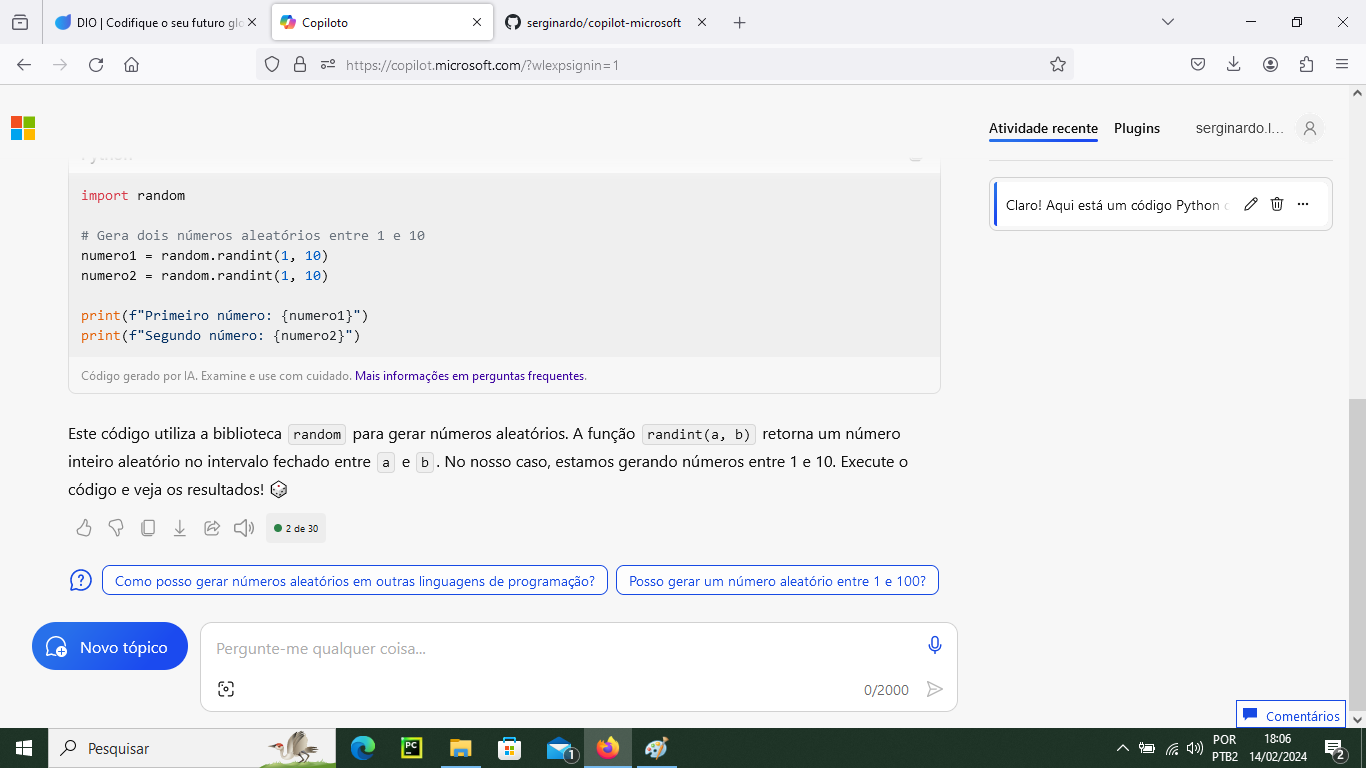 DIO | Codifique o seu futuro glo
Copiloto
serginardo/copilot-microsoft
https://copilot.microsoft.com/?wlexpsignin=1
Atividade recente
Plugins
serginardo.l...
Claro! Aqui está um código Python
Python
import random
# Gera dois números aleatórios entre 1 e 10
numero1 = random.randint(1, 10)
numero2 = random.randint(1, 10)
print(f"Primeiro número: {numero1}")
print(f"Segundo número: {numero2}")
Código gerado por IA. Examine e use com cuidado. Mais informações em perguntas frequentes.
Este código utiliza a biblioteca random para gerar números aleatórios. A função randint(a, b) retorna um número
inteiro aleatório no intervalo fechado entre a e b. No nosso caso, estamos gerando números entre 1 e 10. Execute o
código e veja os resultados! 🎲
2 de 30
Como posso gerar números aleatórios em outras linguagens de programação?
Posso gerar um número aleatório entre 1 e 100?
Novo tópico
Pergunte-me qualquer coisa...
0/2000
Comentários
Pesquisar
PC
1
POR
PTB2
18:06
14/02/2024
2